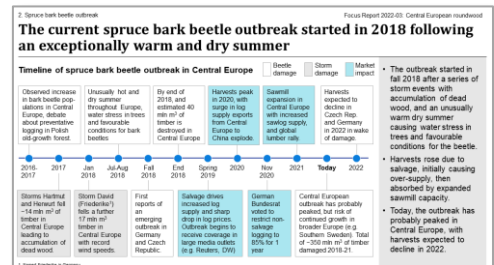 2. Spruce bark beetle outbreak
Focus Report 2022-03: Central European roundwood
The current spruce bark beetle outbreak started in 2018 following
an exceptionally warm and dry summer
Timeline of spruce bark beetle outbreak in Central Europe
Beetle
damage
Storm
damage
Market
impact
Observed increase
in bark beetle pop-
ulations in Central
Europe, debate
about preventative
logging in Polish
old-growth forest.
Unusually hot and
dry summer
throughout Europe,
water stress in trees
and favourable
conditions for bark
beetles
By end of
2018, and estimated 40
mln m³ of
timber is
destroyed in Central
Europe
Harvests peak
in 2020, with
surge in log
supply exports
from Central
Europe to
China explode.
Sawmill
expansion in
Central Europe
with increased
sawlog supply,
and global
lumber rally.
Harvests
expected to
decline in
Czech Rep.
and Germany
in 2022 in wake
of damage.
2016-
2017
2017
Jan
2018
Jul-Aug
2018
Fall
2018
End
2018
Spring
2019
2020
Nov
2021
Today
2022
Storms Hartmut
and Herwurt fell
~14 mln m³ of
timber in
Central Europe
leading to
accumulation of
dead wood
Storm David
(Friederike¹)
fells a further
17 mln m³ of
timber in
Central Europe
with record
wind speeds.
First
reports of
an
emerging
outbreak in
Germany
and Czech
Republic.
Salvage drives
increased log
supply and sharp
drop in log prices.
Outbreak begins to
receive coverage in
large media outlets
(e.g. Reuters, DW)
German
Bundesrat
voted to
restrict non-
salvage
logging to
85% for 1
year
Central European
outbreak has probably
peaked, but risk of
continued growth in
broader Europe (e.g.
Southern Sweden). Total
of ~350 mln m³ of timber
damaged 2018-21.
• The outbreak started in
fall 2018 after a series of
storm events with
accumulation of dead
wood, and an unusually
warm dry summer
causing water stress in
trees and favourable
conditions for the beetle.
• Harvests rose due to
salvage, initially causing
over-supply, then
absorbed by expanded
sawmill capacity.
• Today, the outbreak has
probably peaked in
Central Europe, with
harvests expected to
decline in 2022.